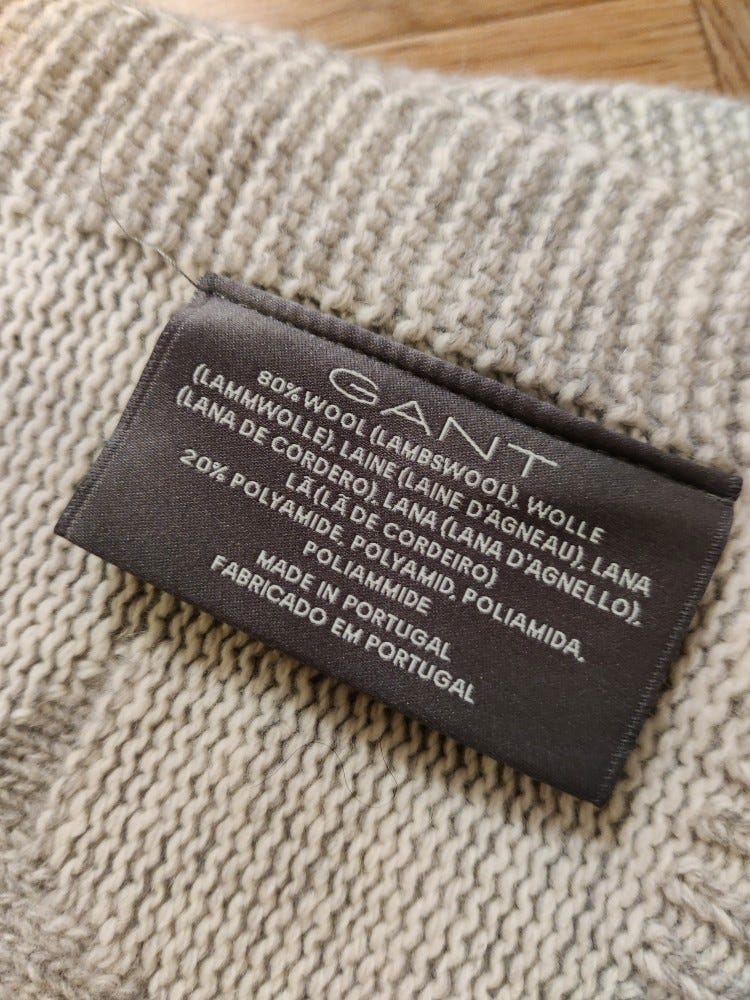 GANT
80% WOOL (LAMBSWOOL), WOLLE
(LAMMWOLLE), LAINE (LAINE D'AGNEAU), LANA
(LANA DE CORDERO), LANA (LANA D'AGNELLO),
LÃ (LÃ DE CORDEIRO)
20% POLYAMIDE, POLYAMID, POLIAMIDA,
POLIAMMIDE
MADE IN PORTUGAL
FABRICADO EM PORTUGAL